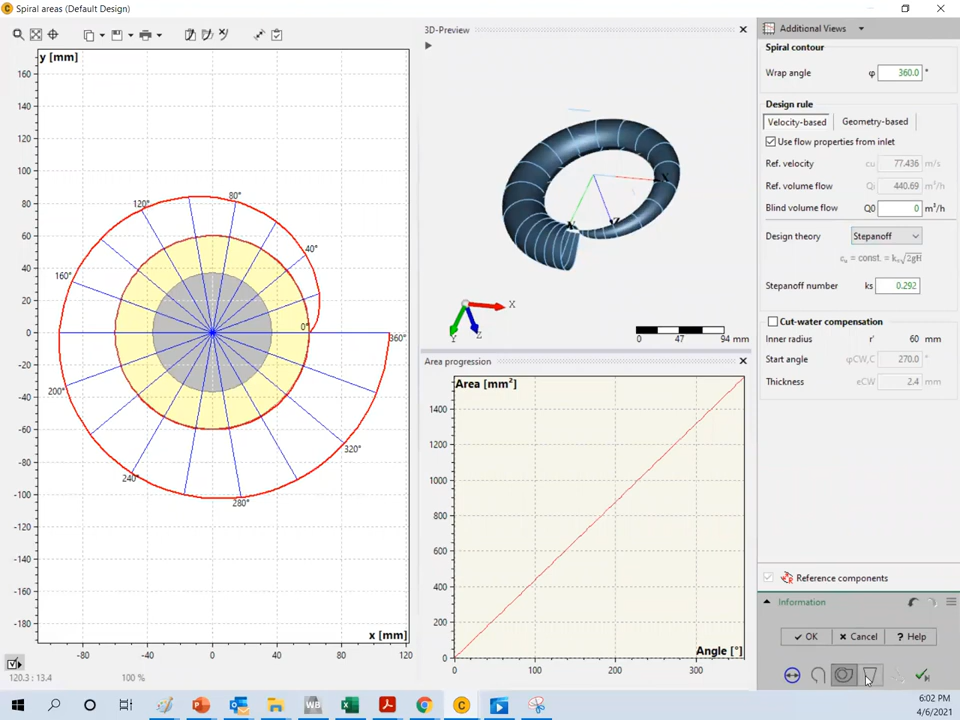 Spiral areas (Default Design)
y [mm]
160
140
120
100
80
60
40
20
0
-20
-40
-60
-80
-100
-120
-140
-160
-180
-80
-40
0
40
80
120
x [mm]
0°
40°
80°
120°
160°
200°
240°
280°
320°
360°
120.3 : 13.4
100 %
3D-Preview
X
Y
Z
X
Y
Z
0 47 94 mm
Area progression
Area [mm²]
1400
1200
1000
800
600
400
200
0
0 100 200 300
Angle [°]
Additional Views
Spiral contour
Wrap angle φ 360.0 °
Design rule
Velocity-based Geometry-based
Use flow properties from inlet
Ref. velocity cu 77.436 m/s
Ref. volume flow 440.69 m³/h
Blind volume flow Q0 0 m³/h
Design theory Stepanoff
Stepanoff number ks 0.292
Cut-water compensation
Inner radius r' 60 mm
Start angle φCW,C 270.0 °
Thickness eCW 2.4 mm
Reference components
Information
OK Cancel ? Help
6:02 PM
4/6/2021